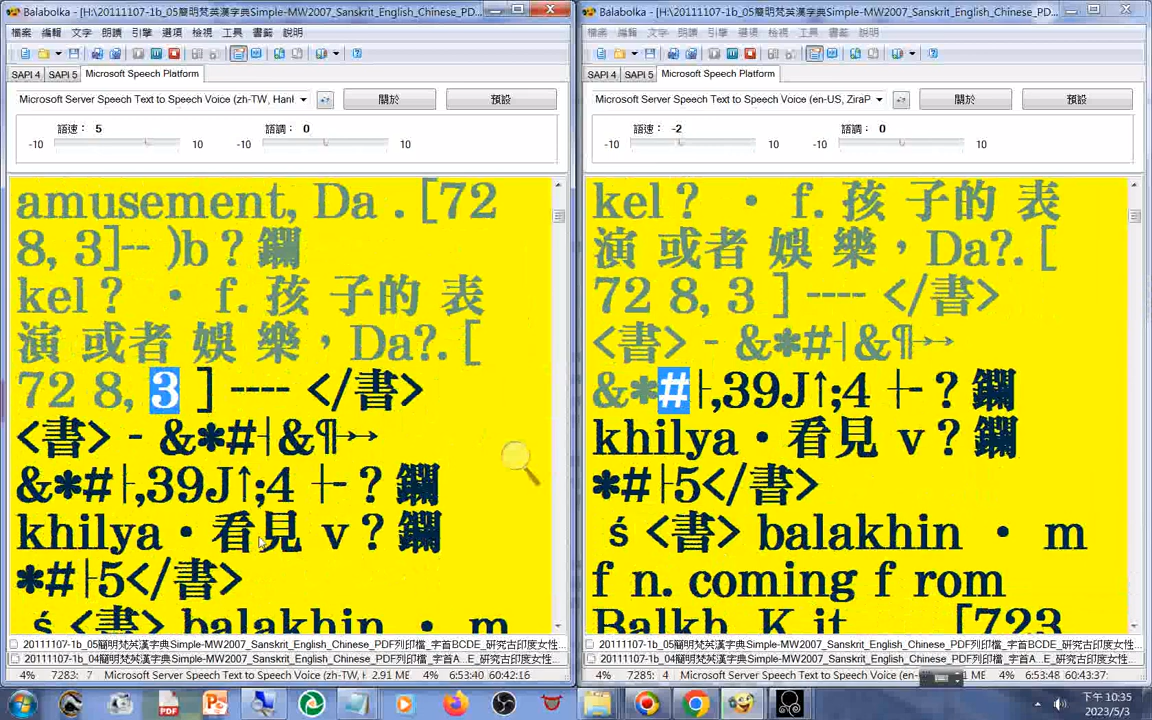 Balabolka - [H:\20111107-1b_05簡明梵英漢字典Simple-MW2007_Sanskrit_English_Chinese_PD...
檔案 編輯 文字 朗讀 引擎 選項 檢視 工具 書籤 說明
SAPI 4 SAPI 5 Microsoft Speech Platform
Microsoft Server Speech Text to Speech Voice (zh-TW, Hanl
關於
預設
語速： 5
語調： 0
-10 10 -10 10
amusement, Da . [72
8, 3]-- )b？鑭
kel？ • f. 孩 子的 表
演 或者 娛 樂，Da?. [
72 8, 3 ] ---- </書>
<書> - &*#┤&¶➳
&*#├,39J↑;4 ┼-？鑭
khilya • 看見 v？鑭
*#├5</書>
ś <書> balakhin • m
20111107-1b_05簡明梵英漢字典Simple-MW2007_Sanskrit_English_Chinese_PDF列印檔_字首BCDE_研究古印度女性...
20111107-1b_04簡明梵英漢字典Simple-MW2007_Sanskrit_English_Chinese_PDF列印檔_字首A...E_研究古印度女性...
4% 7283: 7 Microsoft Server Speech Text to Speech Voice (zh-TW, H 2.91 ME 4% 6:53:40 60:42:16
Balabolka - [H:\20111107-1b_05簡明梵英漢字典Simple-MW2007_Sanskrit_English_Chinese_PD...
檔案 編輯 文字 朗讀 引擎 選項 檢視 工具 書籤 說明
SAPI 4 SAPI 5 Microsoft Speech Platform
Microsoft Server Speech Text to Speech Voice (en-US, ZiraP
關於
預設
語速： -2
語調： 0
-10 10 -10 10
kel？ • f. 孩 子的 表
演 或者 娛 樂，Da?. [
72 8, 3 ] ---- </書>
<書> - &*#┤&¶➳
&*#├,39J↑;4 ┼-？鑭
khilya • 看見 v？鑭
*#├5</書>
ś <書> balakhin • m
f n. coming f rom
Balkh, K it. [723
20111107-1b_05簡明梵英漢字典Simple-MW2007_Sanskrit_English_Chinese_PDF列印檔_字首BCDE_研究古印度女性...
20111107-1b_04簡明梵英漢字典Simple-MW2007_Sanskrit_English_Chinese_PDF列印檔_字首A...E_研究古印度女性...
4% 7285: 4 Microsoft Server Speech Text to Speech Voice (en-US 1 ME 4% 6:53:48 60:43:37
下午 10:35
2023/5/3